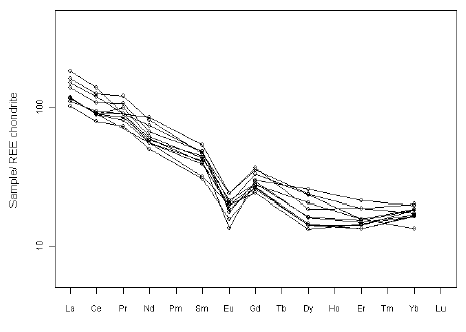 Sample/ REE chondrite
100
10
La Ce Pr Nd Pm Sm Eu Gd Tb Dy Ho Er Tm Yb Lu